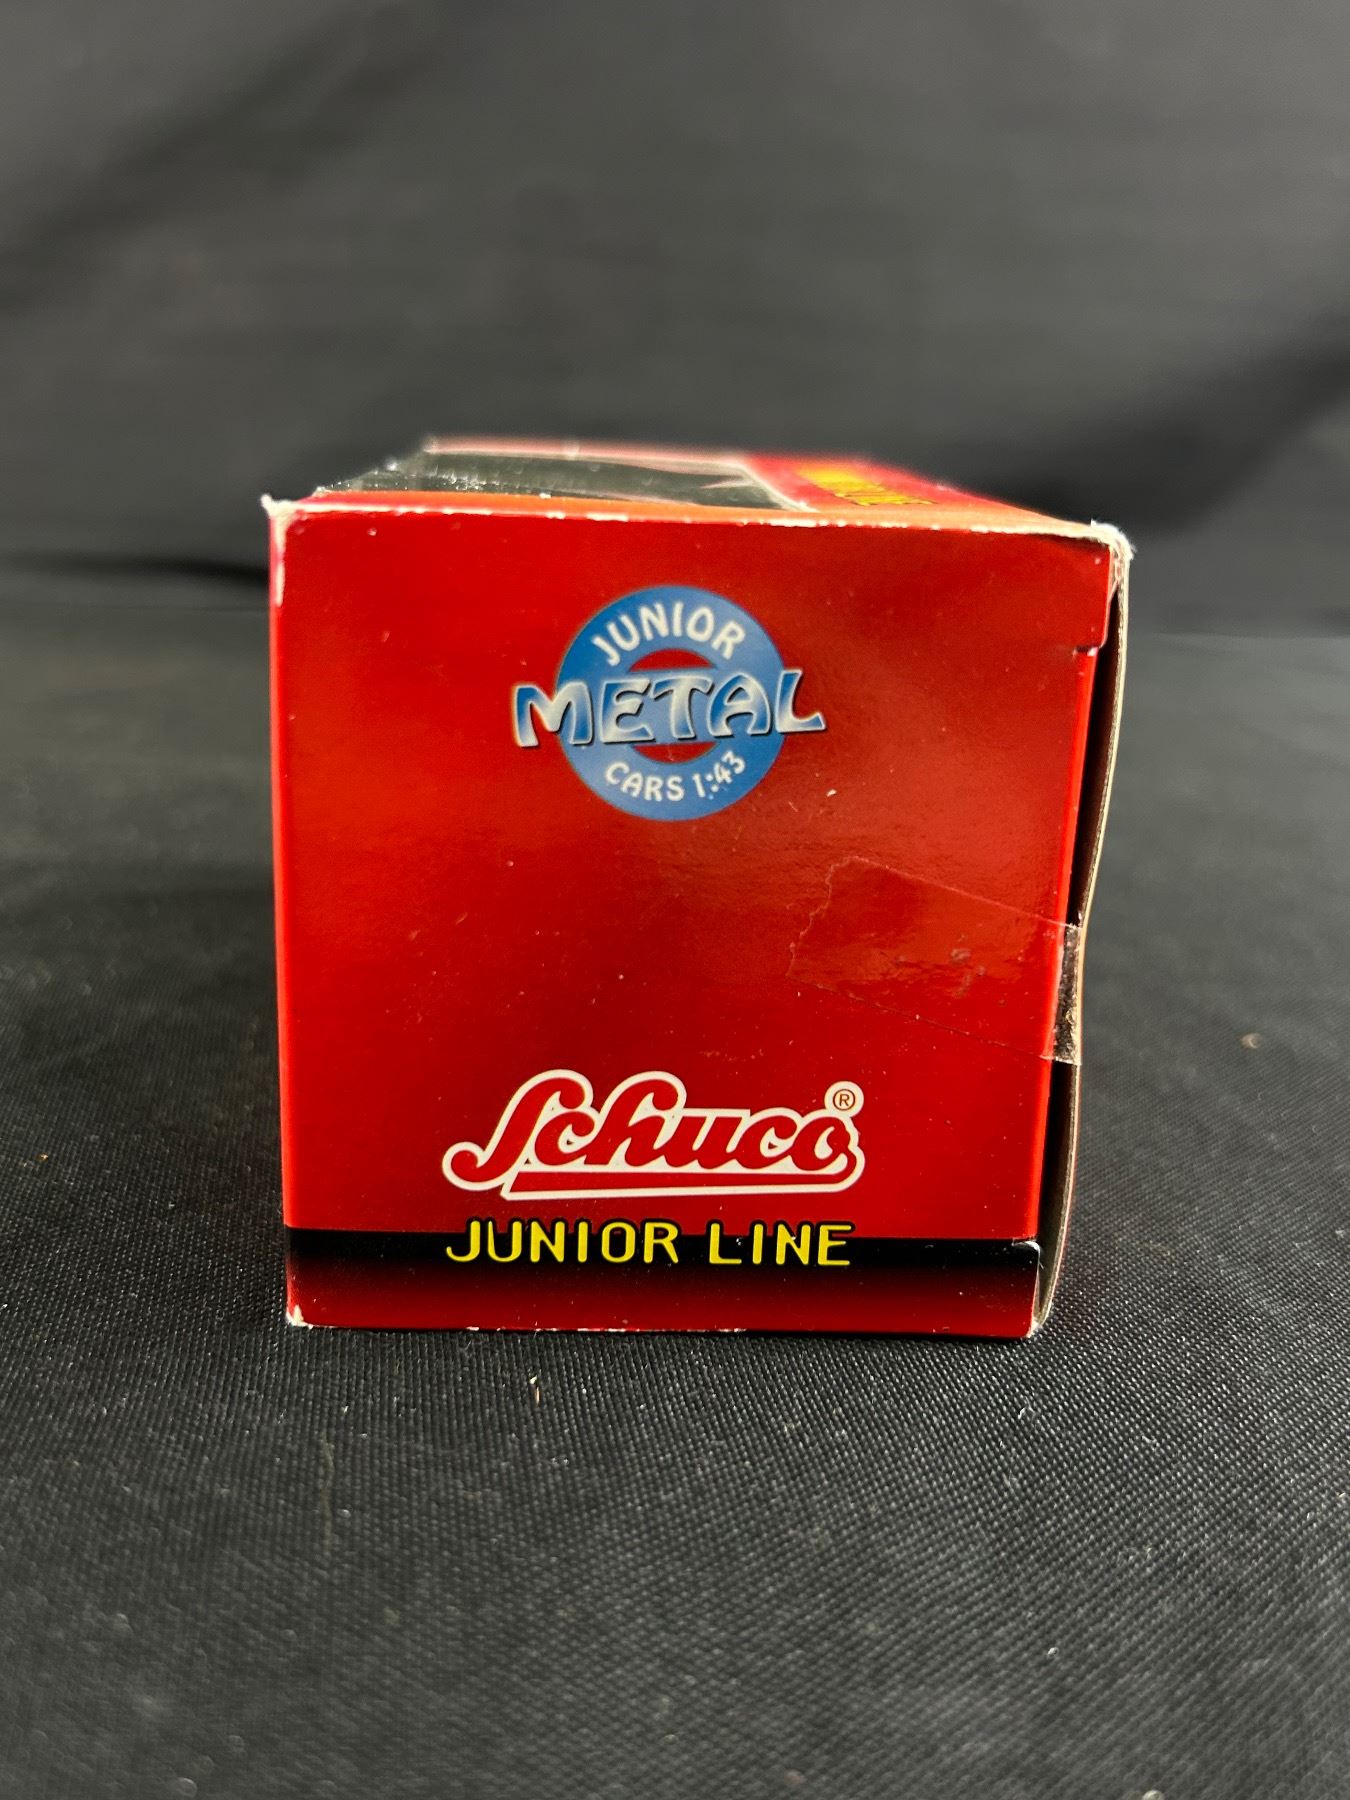 JUNIOR
METAL
CARS 1:43
Schuco®
JUNIOR LINE